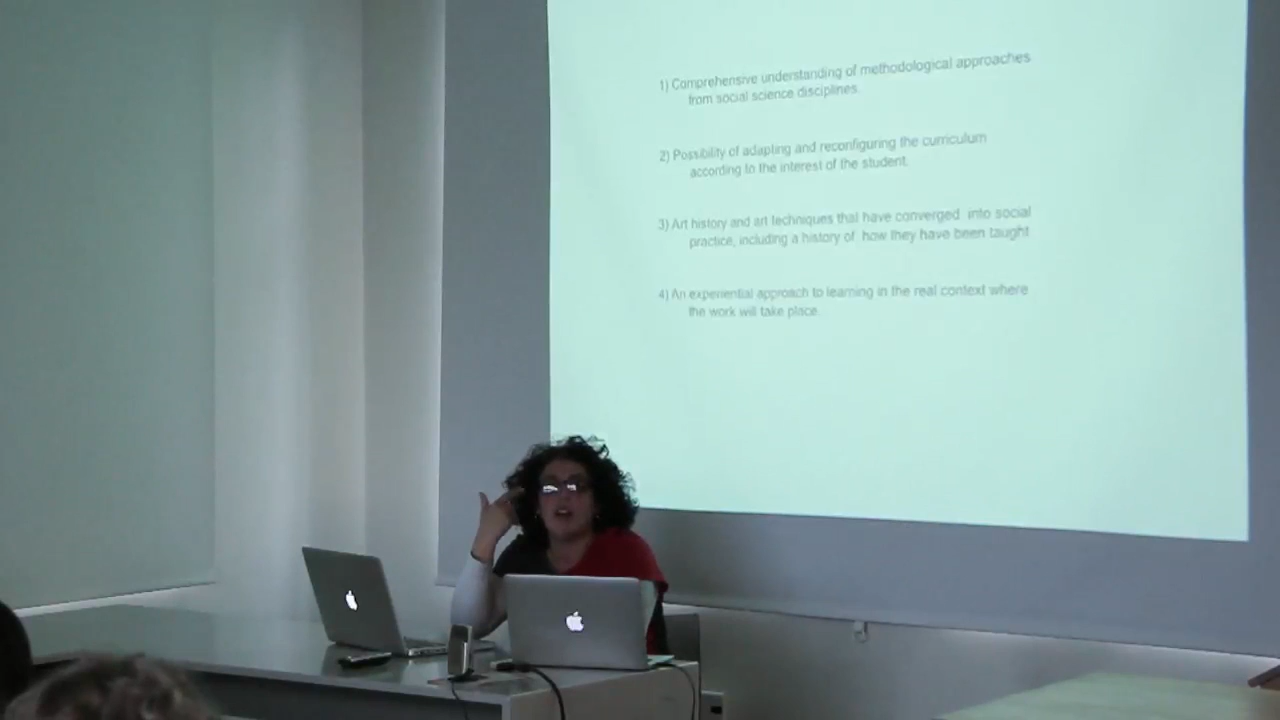 1) Comprehensive understanding of methodological approaches
from social science disciplines.
2) Possibility of adapting and reconfiguring the curriculum
according to the interest of the student.
3) Art history and art techniques that have converged into social
practice, including a history of how they have been taught
4) An experiential approach to learning in the real context where
the work will take place.